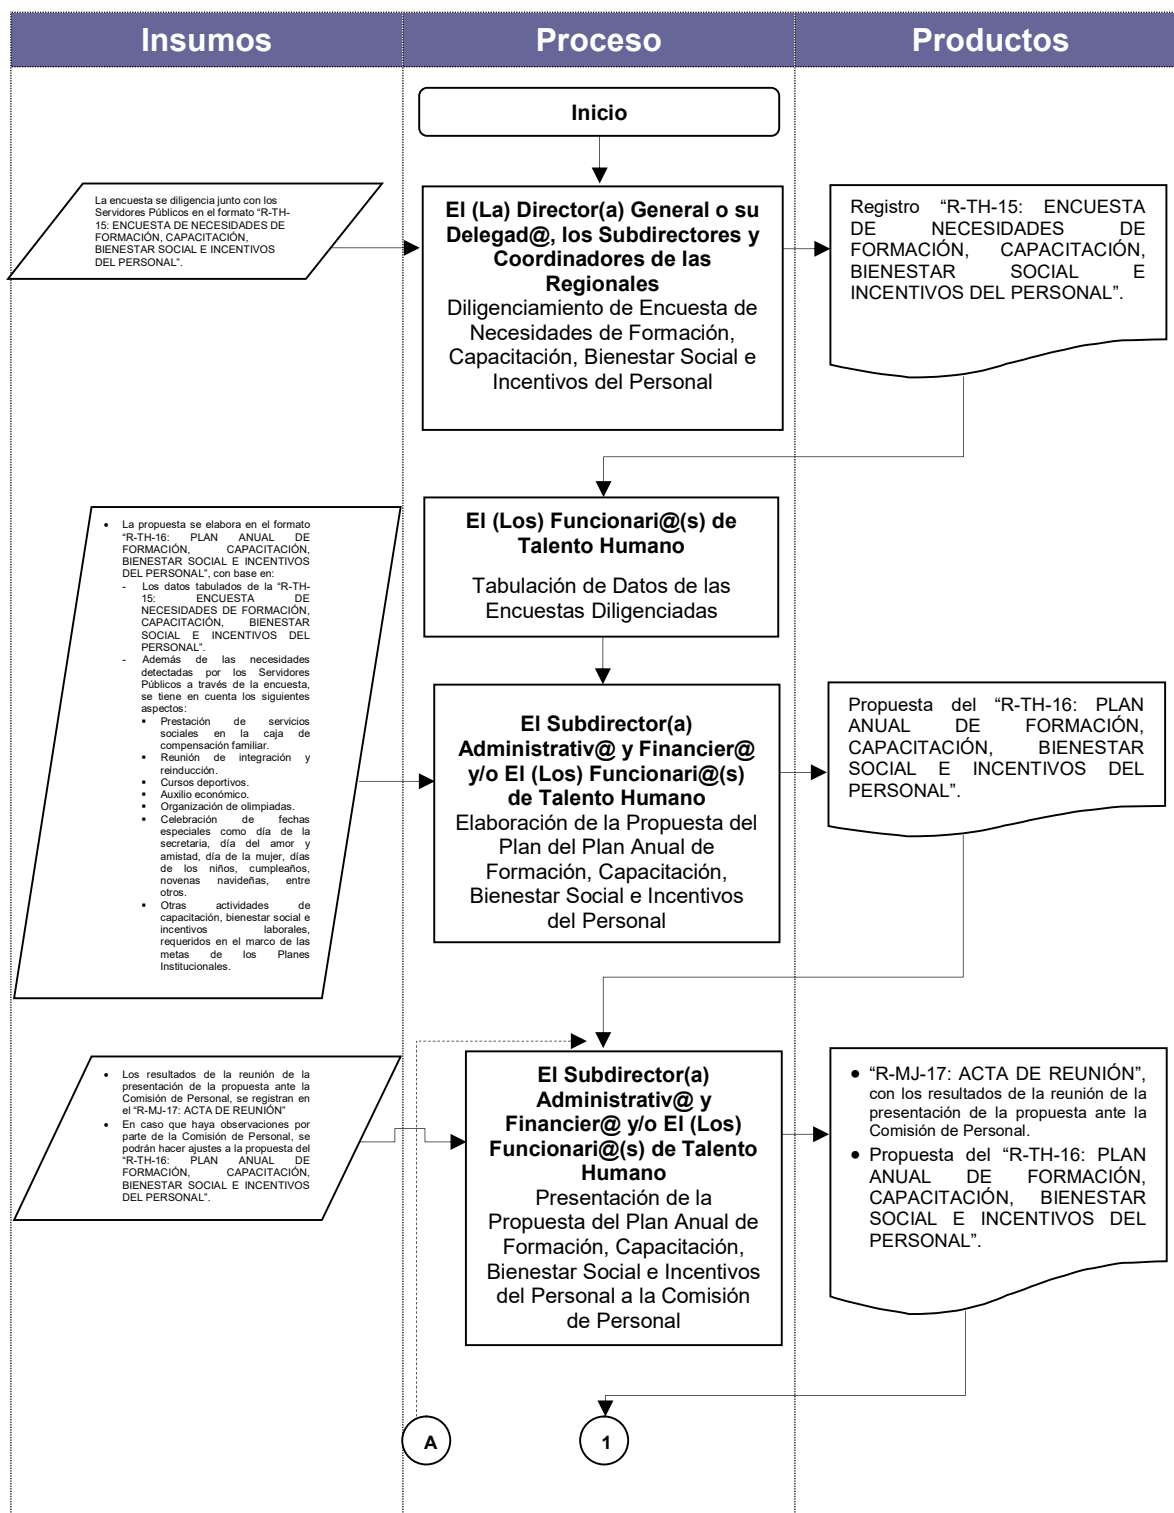 Insumos
Proceso
Productos
Inicio
La encuesta se diligencia junto con los
Servidores Públicos en el formato “R-TH-
15: ENCUESTA DE NECESIDADES DE
FORMACIÓN, CAPACITACIÓN,
BIENESTAR SOCIAL E INCENTIVOS
DEL PERSONAL”.
El (La) Director(a) General o su
Delegad@, los Subdirectores y
Coordinadores de las
Regionales
Diligenciamiento de Encuesta de
Necesidades de Formación,
Capacitación, Bienestar Social e
Incentivos del Personal
Registro “R-TH-15: ENCUESTA
DE NECESIDADES DE
FORMACIÓN, CAPACITACIÓN,
BIENESTAR SOCIAL E
INCENTIVOS DEL PERSONAL”.
El (Los) Funcionari@(s) de
Talento Humano
Tabulación de Datos de las
Encuestas Diligenciadas
• La propuesta se elabora en el formato
“R-TH-16: PLAN ANUAL DE
FORMACIÓN, CAPACITACIÓN,
BIENESTAR SOCIAL E INCENTIVOS
DEL PERSONAL”, con base en:
- Los datos tabulados de la “R-TH-
15: ENCUESTA DE
NECESIDADES DE FORMACIÓN,
CAPACITACIÓN, BIENESTAR
SOCIAL E INCENTIVOS DEL
PERSONAL”.
- Además de las necesidades
detectadas por los Servidores
Públicos a través de la encuesta,
se tiene en cuenta los siguientes
aspectos:
▪ Prestación de servicios
sociales en la caja de
compensación familiar.
▪ Reunión de integración y
reinducción.
▪ Cursos deportivos.
▪ Auxilio económico.
▪ Organización de olimpiadas.
▪ Celebración de fechas
especiales como día de la
secretaria, día del amor y
amistad, día de la mujer, días
de los niños, cumpleaños,
novenas navideñas, entre
otros.
▪ Otras actividades de
capacitación, bienestar social e
incentivos laborales,
requeridos en el marco de las
metas de los Planes
Institucionales.
El Subdirector(a)
Administrativ@ y Financier@
y/o El (Los) Funcionari@(s)
de Talento Humano
Elaboración de la Propuesta del
Plan del Plan Anual de
Formación, Capacitación,
Bienestar Social e Incentivos
del Personal
Propuesta del “R-TH-16: PLAN
ANUAL DE FORMACIÓN,
CAPACITACIÓN, BIENESTAR
SOCIAL E INCENTIVOS DEL
PERSONAL”.
• Los resultados de la reunión de la
presentación de la propuesta ante la
Comisión de Personal, se registran en
el “R-MJ-17: ACTA DE REUNIÓN”
• En caso que haya observaciones por
parte de la Comisión de Personal, se
podrán hacer ajustes a la propuesta del
“R-TH-16: PLAN ANUAL DE
FORMACIÓN, CAPACITACIÓN,
BIENESTAR SOCIAL E INCENTIVOS
DEL PERSONAL”.
El Subdirector(a)
Administrativ@ y
Financier@ y/o El (Los)
Funcionari@(s) de Talento
Humano
Presentación de la
Propuesta del Plan Anual de
Formación, Capacitación,
Bienestar Social e Incentivos
del Personal a la Comisión
de Personal
• “R-MJ-17: ACTA DE REUNIÓN”,
con los resultados de la reunión de la
presentación de la propuesta ante la
Comisión de Personal.
• Propuesta del “R-TH-16: PLAN
ANUAL DE FORMACIÓN,
CAPACITACIÓN, BIENESTAR
SOCIAL E INCENTIVOS DEL
PERSONAL”.
A
1